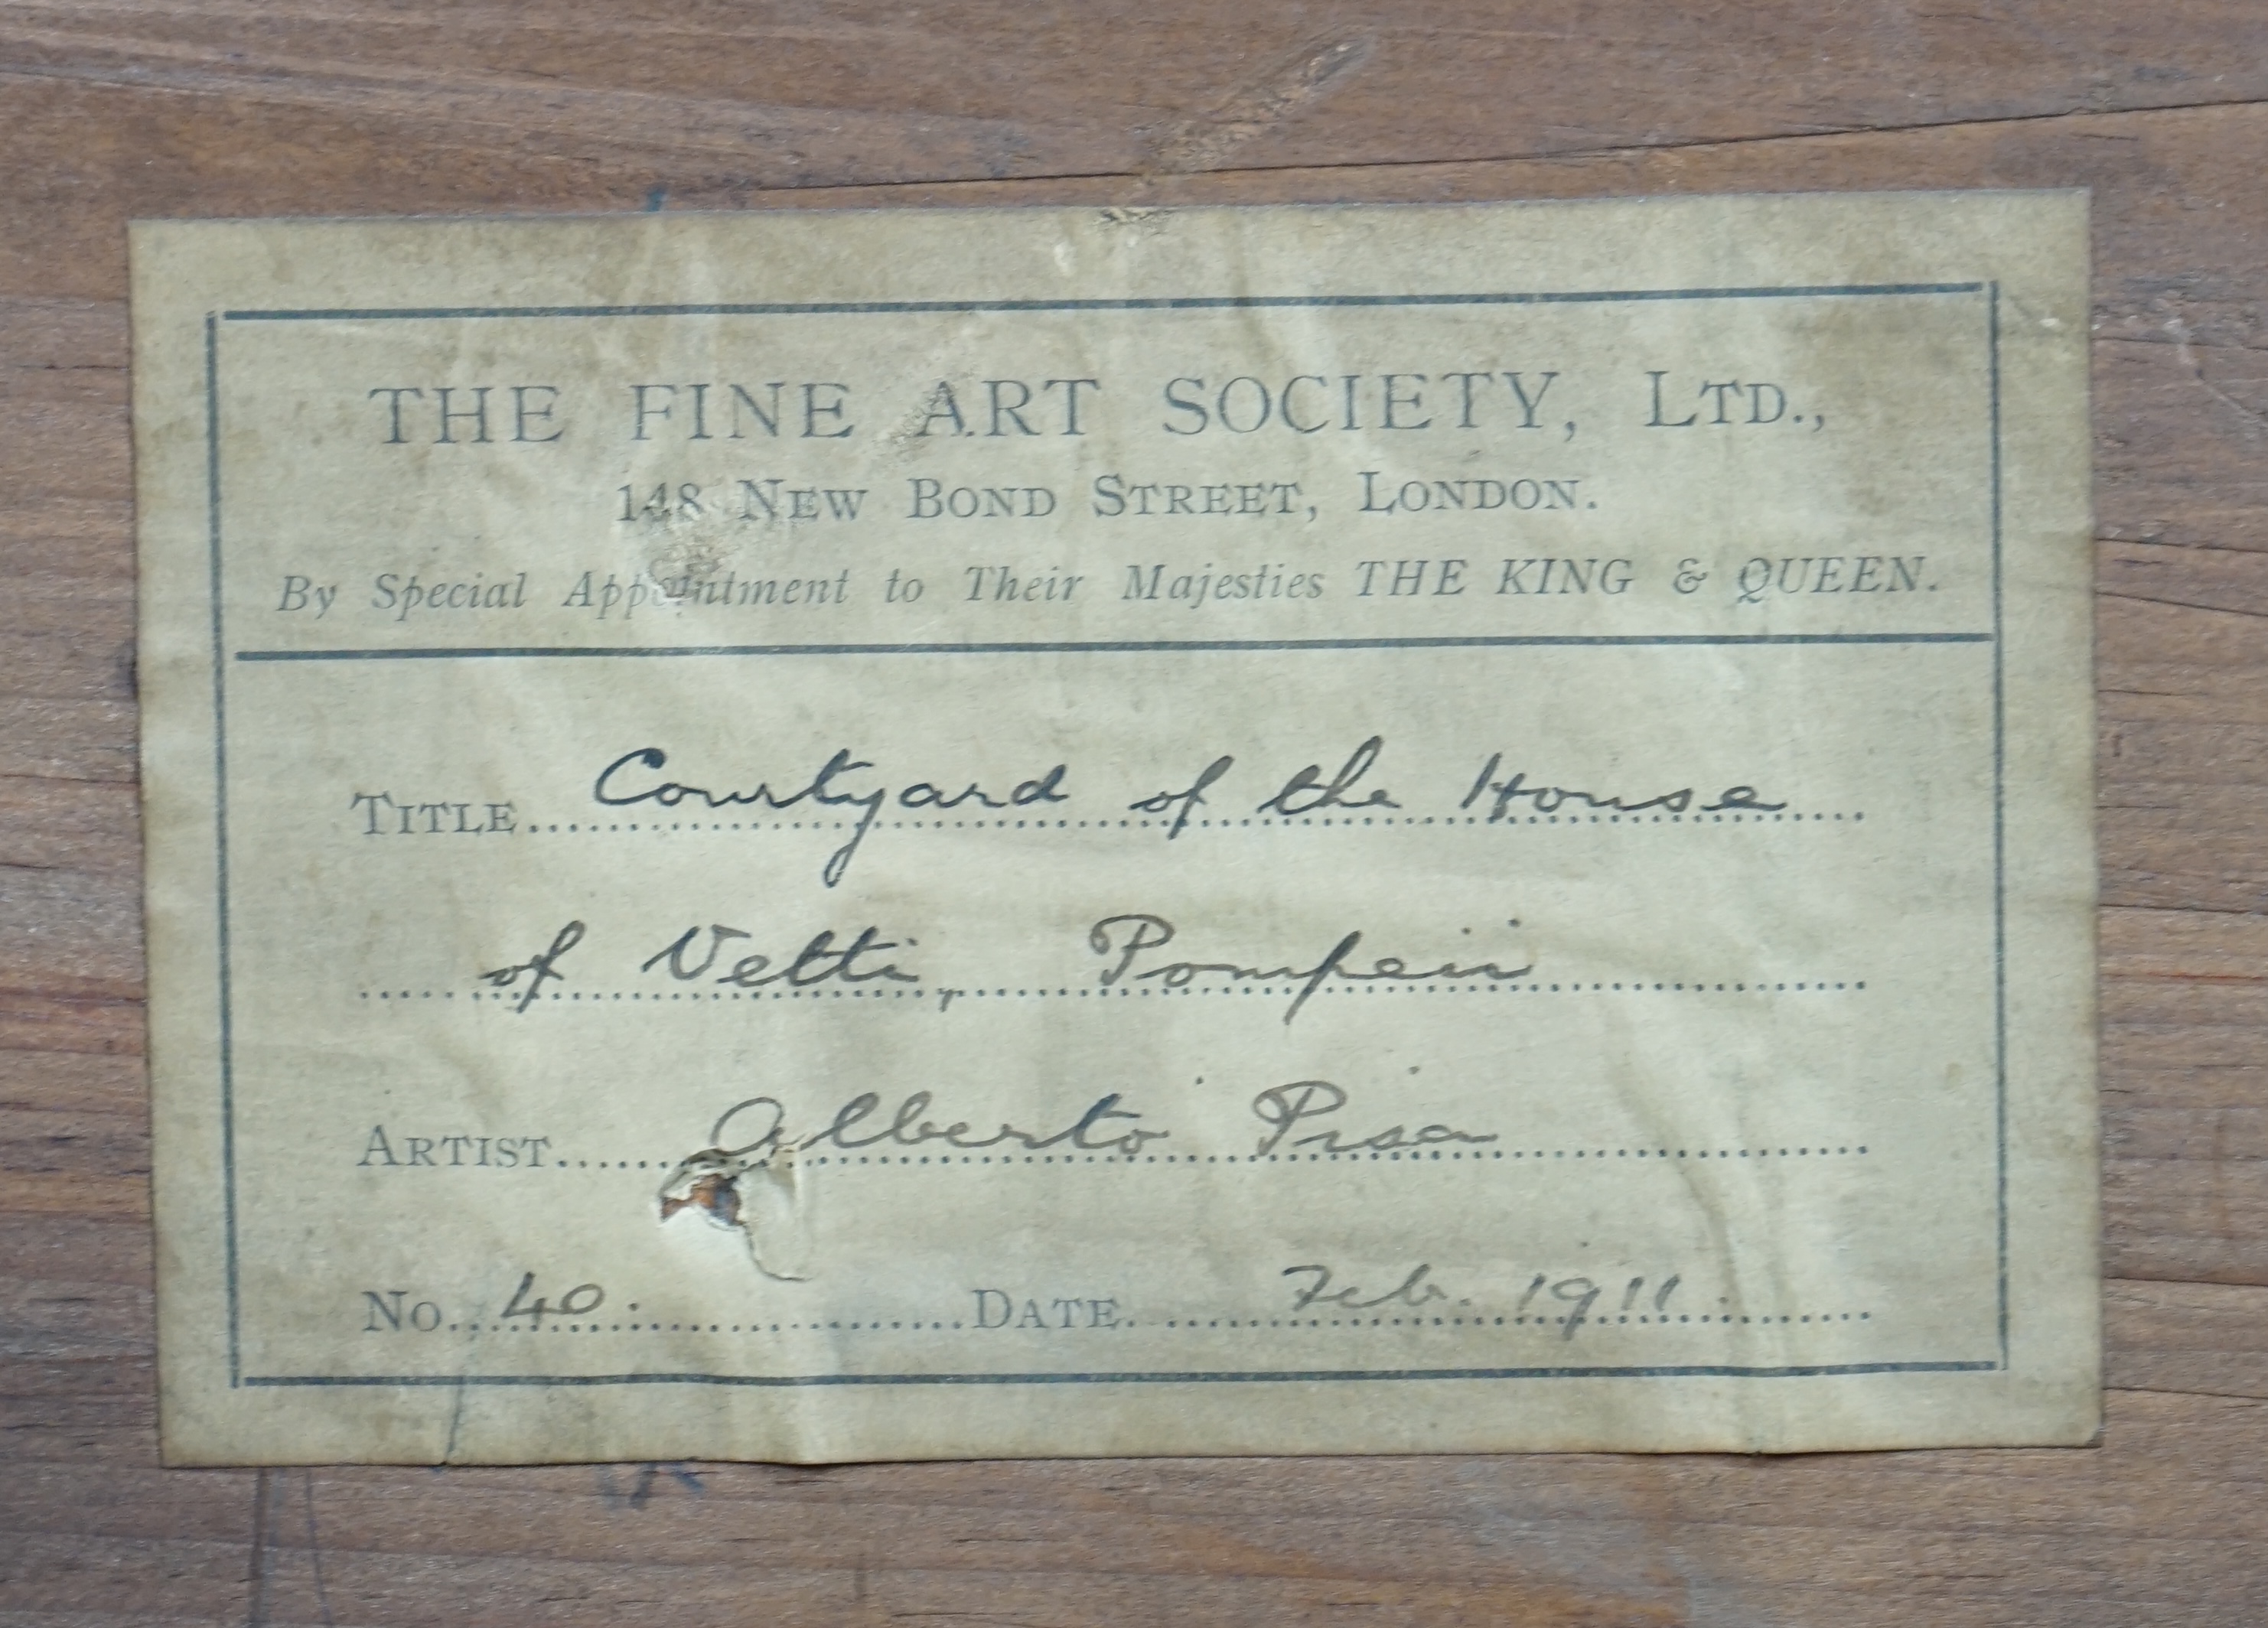 THE FINE ART SOCIETY, LTD.,
148 NEW BOND STREET, LONDON.
By Special Appointment to Their Majesties THE KING & QUEEN.
TITLE Courtyard of the House
of Vetti, Pompeii
ARTIST Alberto Pisa
No. 40. DATE Feb. 1911.